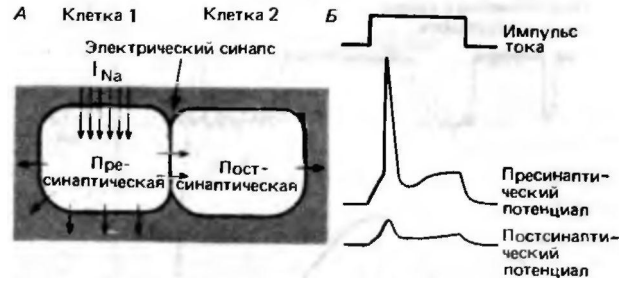 А Клетка 1 Клетка 2 Б
Электрический синапс
I Na
Пре-
синаптическая
Пост-
синаптическая
Импульс
тока
Пресинапти-
ческий
потенциал
Постсинапти-
ческий
потенциал